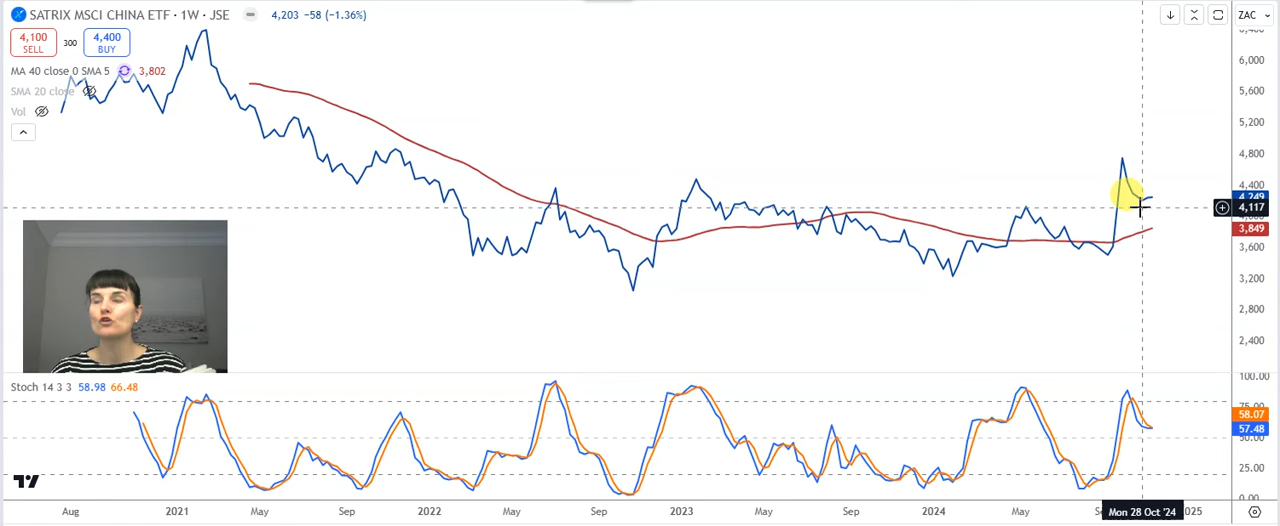 SATRIX MSCI CHINA ETF · 1W · JSE 4,203 −58 (−1.36%)
ZAC
4,100 300 4,400
SELL BUY
MA 40 close 0 SMA 5 3,802
SMA 20 close
Vol
6,000
5,600
5,200
4,800
4,400
4,249
4,117
3,849
3,600
3,200
2,800
2,400
Stoch 14 3 3 58.98 66.48
100.00
58.07
57.48
50.00
25.00
0.00
Aug 2021 May Sep 2022 May Sep 2023 May Sep 2024 May Mon 28 Oct '24 2025